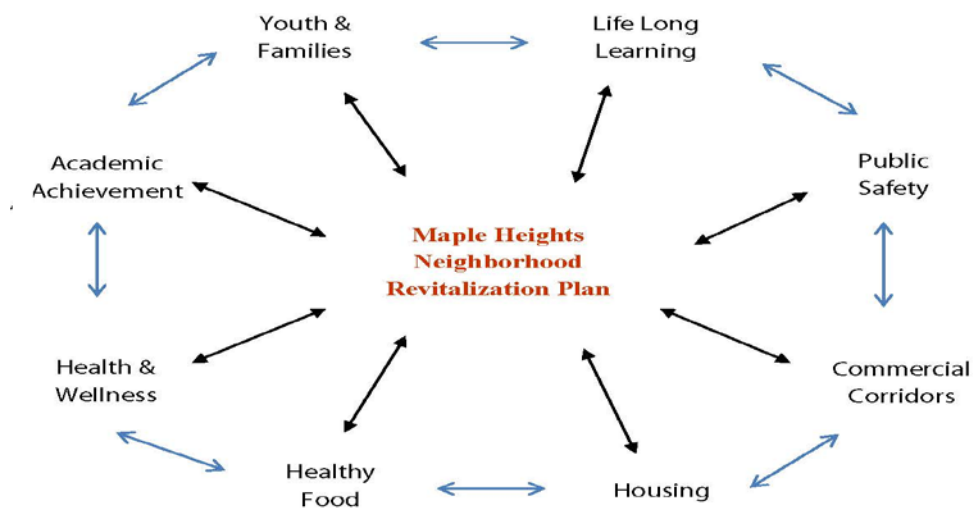 Youth &
Families
Life Long
Learning
Academic
Achievement
Public
Safety
Maple Heights
Neighborhood
Revitalization Plan
Health &
Wellness
Commercial
Corridors
Healthy
Food
Housing